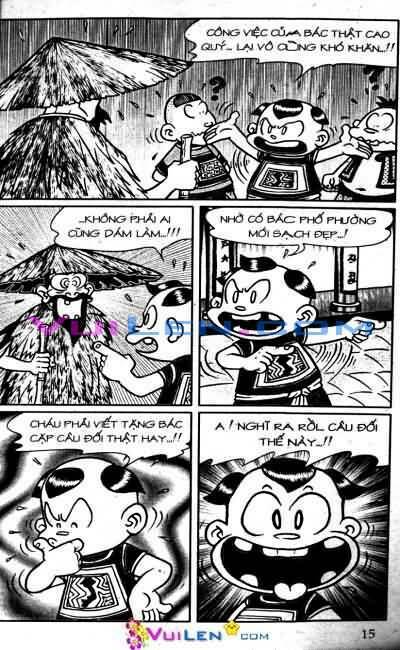 CÔNG VIỆC CỦA BÁC THẬT CAO
QUÝ... LẠI VÔ CÙNG KHÓ KHĂN...!!
?
?
...KHÔNG PHẢI AI
CŨNG DÁM LÀM...!!!
NHỜ CÓ BÁC PHỐ PHƯỜNG
MỚI SẠCH ĐẸP...!
VuiLen.com
CHÁU PHẢI VIẾT TẶNG BÁC
CẶP CÂU ĐỐI THẬT HAY...!!
A! NGHĨ RA RỒI, CÂU ĐỐI
THẾ NÀY...!!
15
VuiLen.com